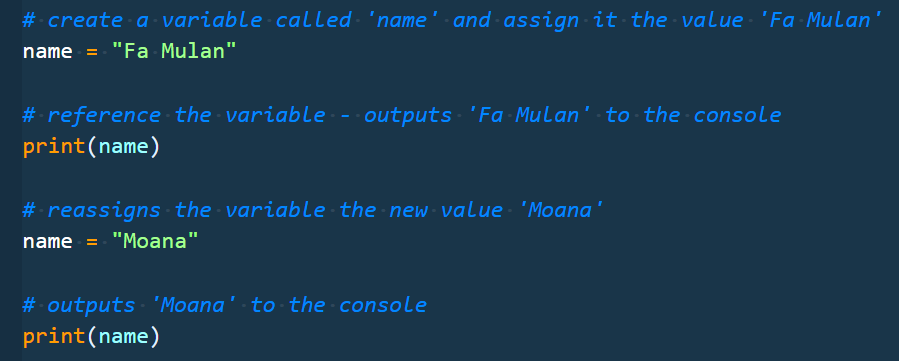 # create a variable called 'name' and assign it the value 'Fa Mulan'
name = "Fa Mulan"
# reference the variable - outputs 'Fa Mulan' to the console
print(name)
# reassigns the variable the new value 'Moana'
name = "Moana"
# outputs 'Moana' to the console
print(name)